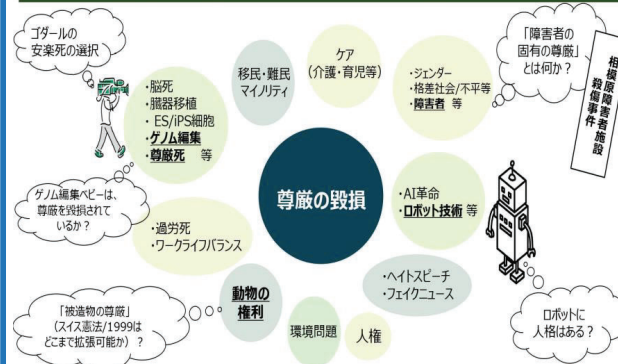 ゴダールの
安楽死の選択
・脳死
・臓器移植
・ES/iPS細胞
・ゲノム編集
・尊厳死 等
移民・難民
マイノリティ
ケア
(介護・育児等)
・ジェンダー
・格差社会/不平等
・障害者 等
「障害者の
固有の尊厳」
とは何か?
相模原障害者施設
殺傷事件
ゲノム編集ベビーは、
尊厳を毀損されて
いるか?
尊厳の毀損
・AI革命
・ロボット技術 等
・過労死
・ワークライフバランス
「被造物の尊厳」
(スイス憲法/1999は
どこまで拡張可能か)?
動物の
権利
環境問題
人権
・ヘイトスピーチ
・フェイクニュース
ロボットに
人格はある?